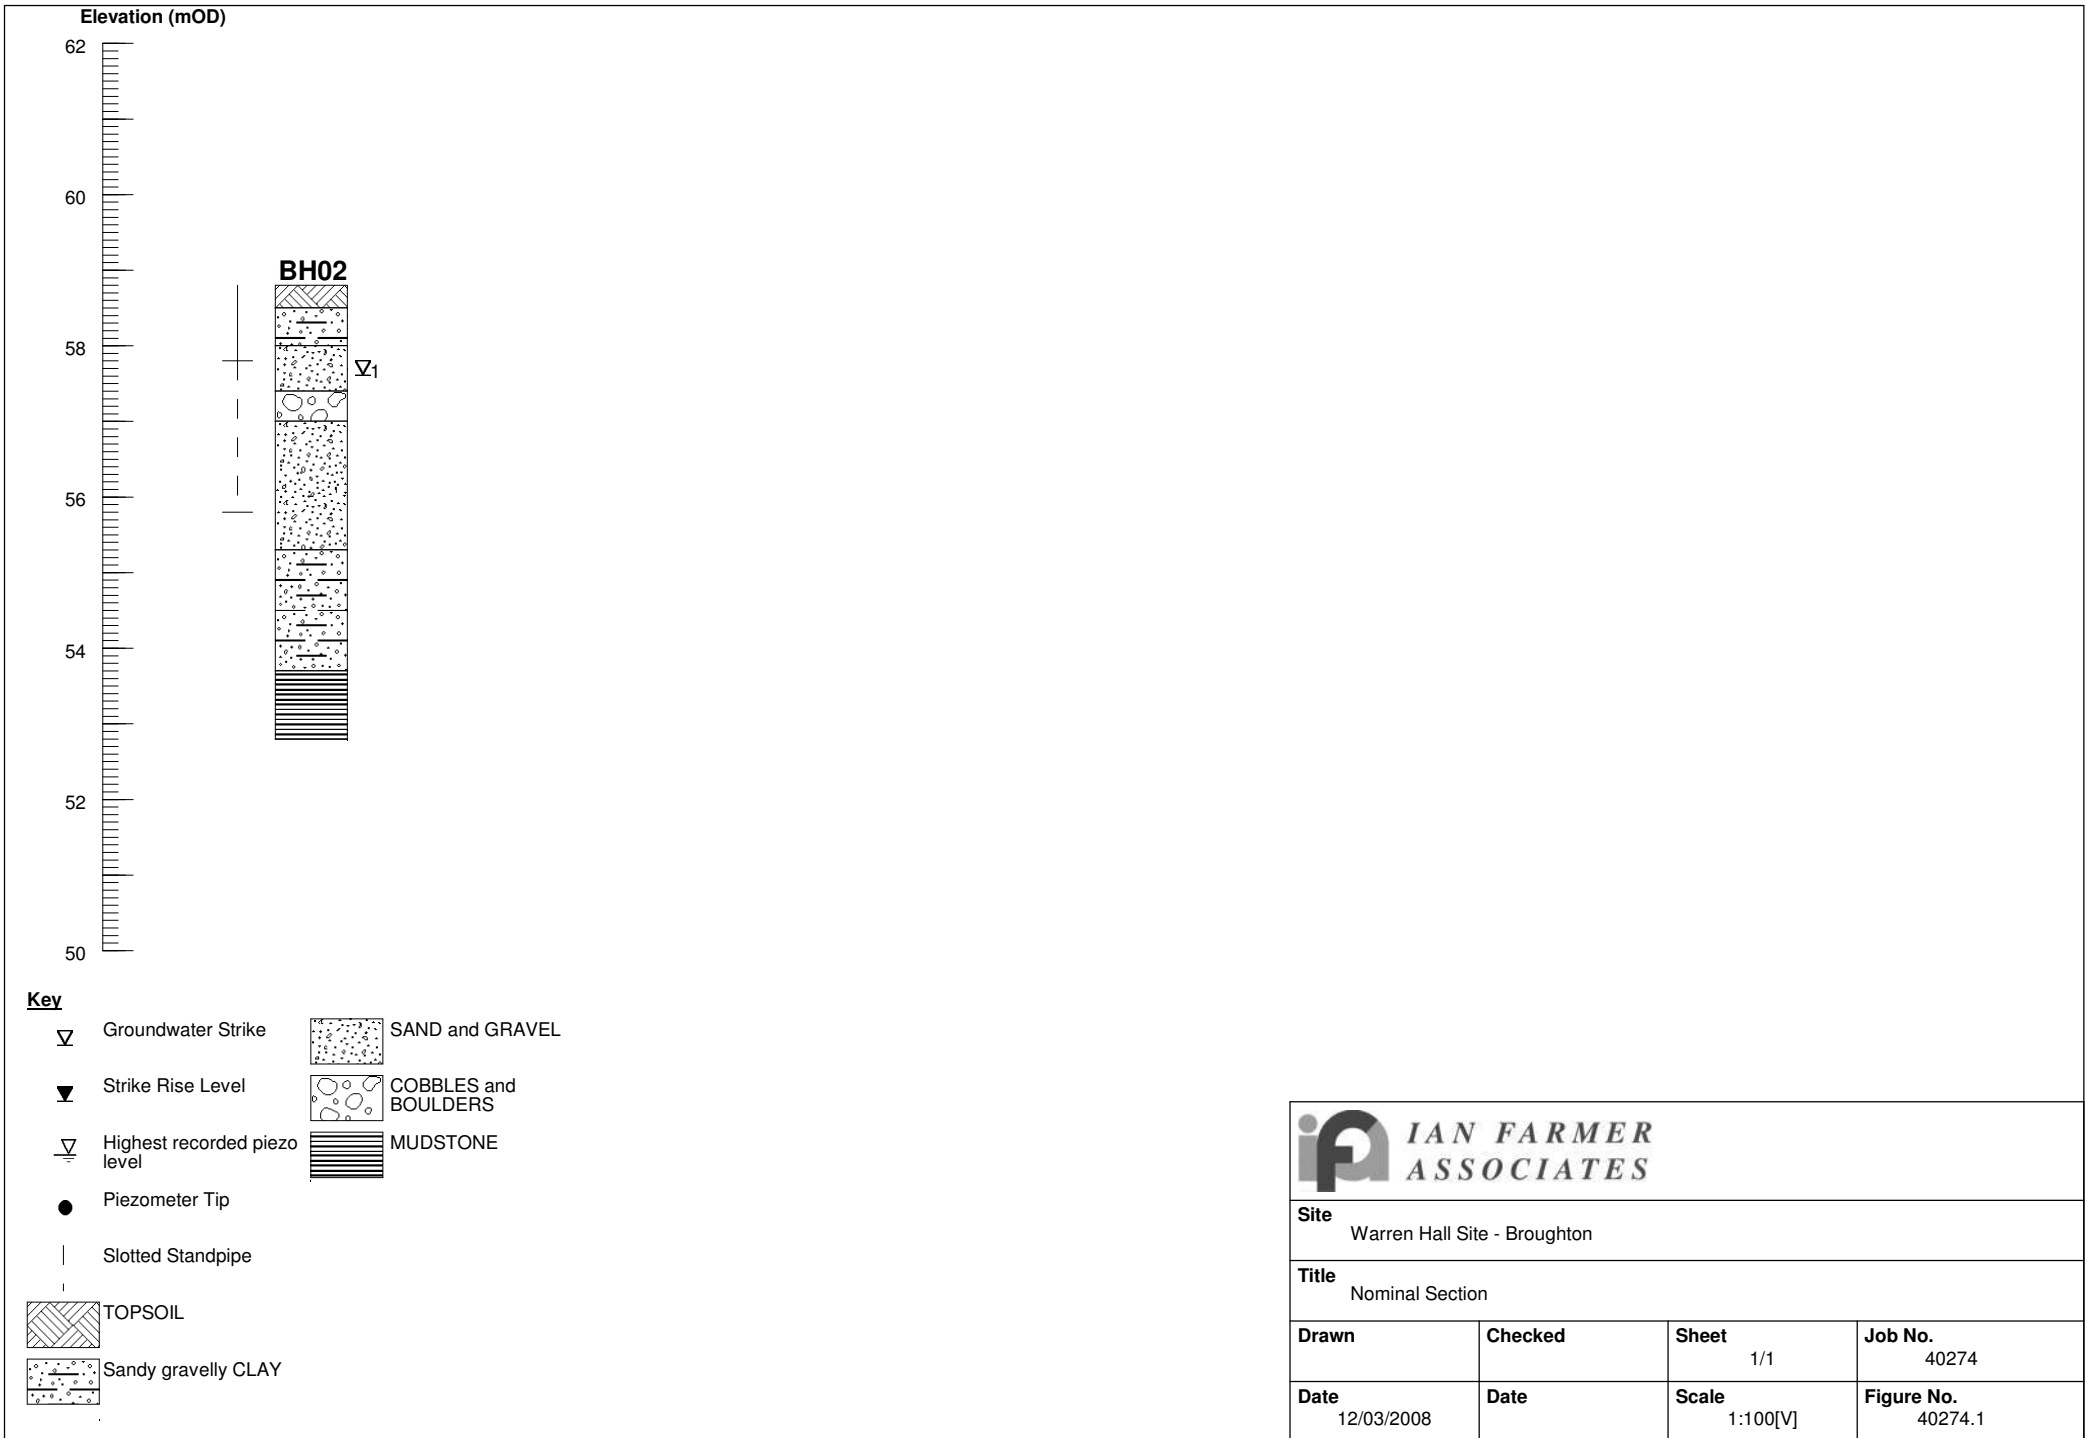 Elevation (mOD)
62
60
58
56
54
52
50
BH02
1
Key
Groundwater Strike
Strike Rise Level
Highest recorded piezo
level
Piezometer Tip
Slotted Standpipe
TOPSOIL
Sandy gravelly CLAY
SAND and GRAVEL
COBBLES and
BOULDERS
MUDSTONE
ifa
IAN FARMER
ASSOCIATES
Site
Warren Hall Site - Broughton
Title
Nominal Section
Drawn
Checked
Sheet
1/1
Job No.
40274
Date
12/03/2008
Date
Scale
1:100[V]
Figure No.
40274.1